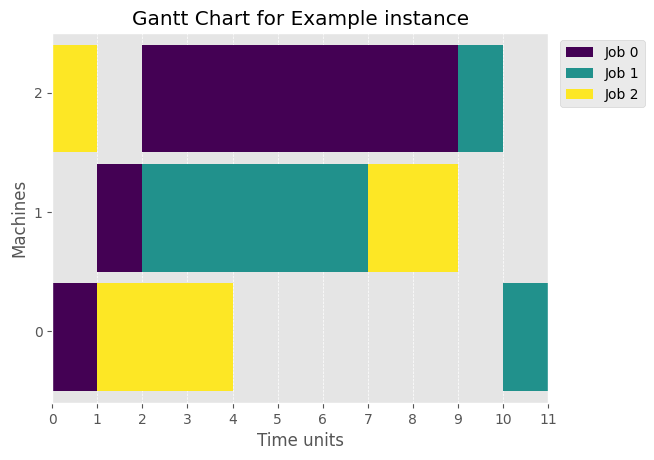 Gantt Chart for Example instance
Job 0
Job 1
Job 2
Machines
2
1
0
0 1 2 3 4 5 6 7 8 9 10 11
Time units